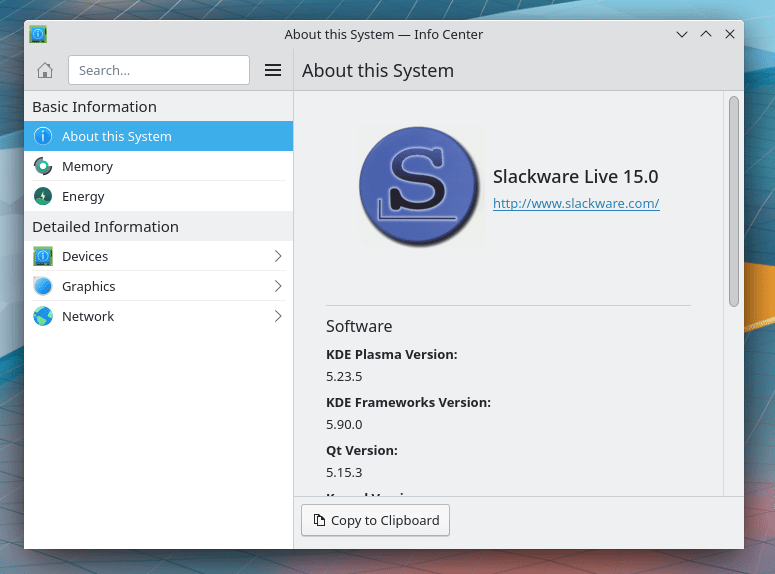 About this System — Info Center
Search...
About this System
Basic Information
About this System
Memory
Energy
Detailed Information
Devices
Graphics
Network
S
Slackware Live 15.0
http://www.slackware.com/
Software
KDE Plasma Version:
5.23.5
KDE Frameworks Version:
5.90.0
Qt Version:
5.15.3
Copy to Clipboard